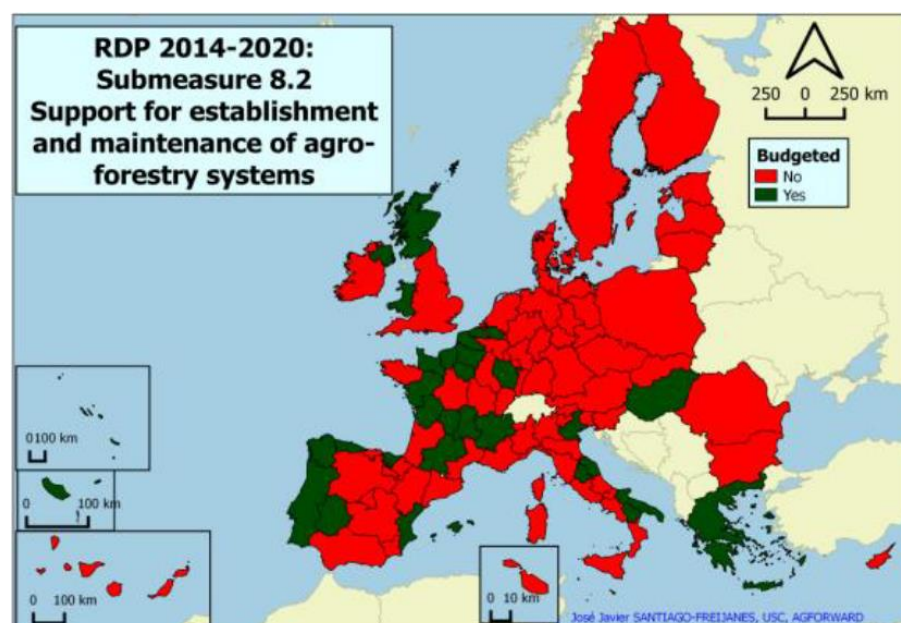 RDP 2014-2020:
Submeasure 8.2
Support for establishment
and maintenance of agro-
forestry systems
250 0 250 km
Budgeted
No
Yes
0100 km
0 100 km
0 100 km
0 10 km
José Javier SANTIAGO-FREIJANES, USC, AGFORWARD